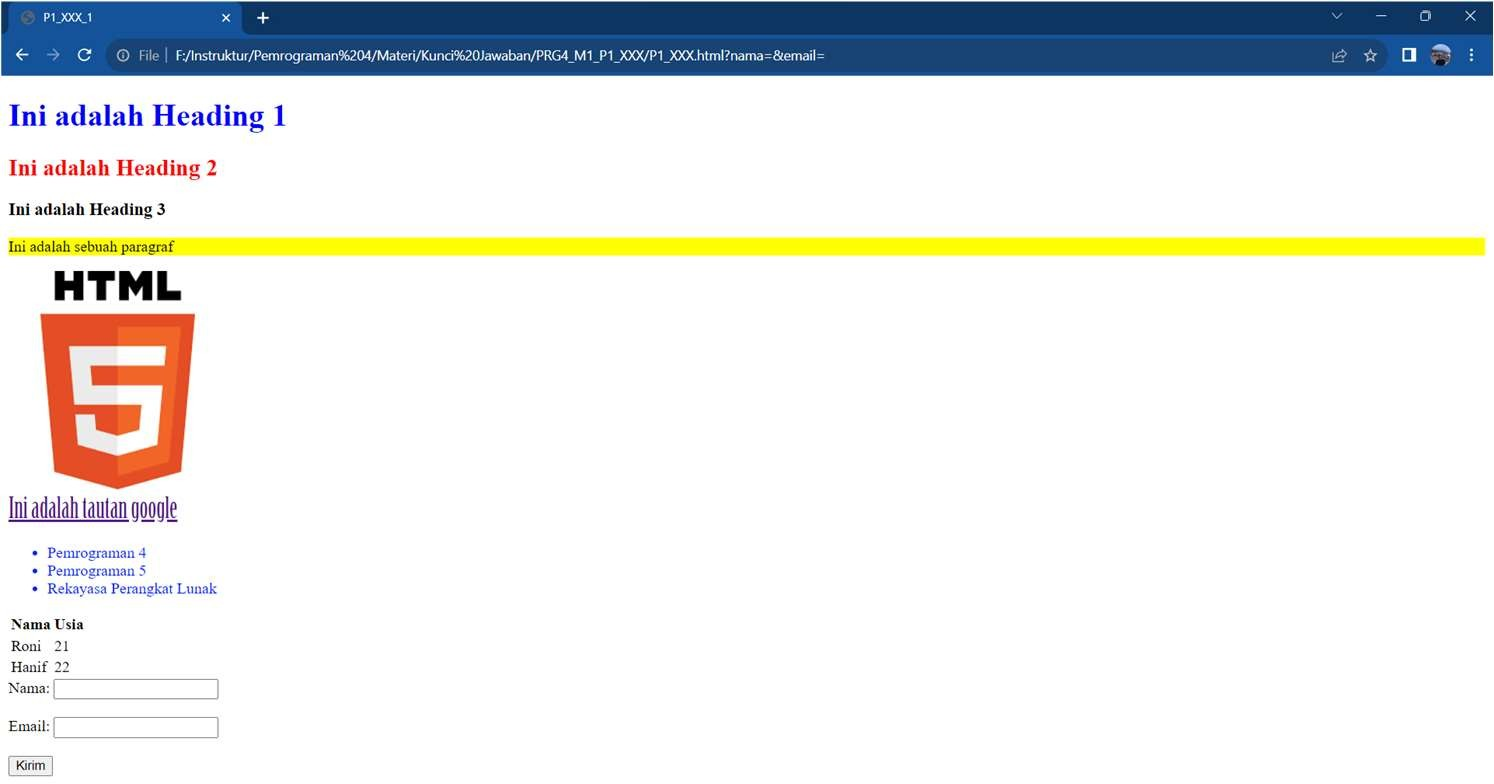 P1_XXX_1
File F:/Instruktur/Pemrograman%204/Materi/Kunci%20Jawaban/PRG4_M1_P1_XXX/P1_XXX.html?nama=&email=
Ini adalah Heading 1
Ini adalah Heading 2
Ini adalah Heading 3
Ini adalah sebuah paragraf
HTML
5
Ini adalah tautan google
• Pemrograman 4
• Pemrograman 5
• Rekayasa Perangkat Lunak
Nama Usia
Roni 21
Hanif 22
Nama:
Email:
Kirim